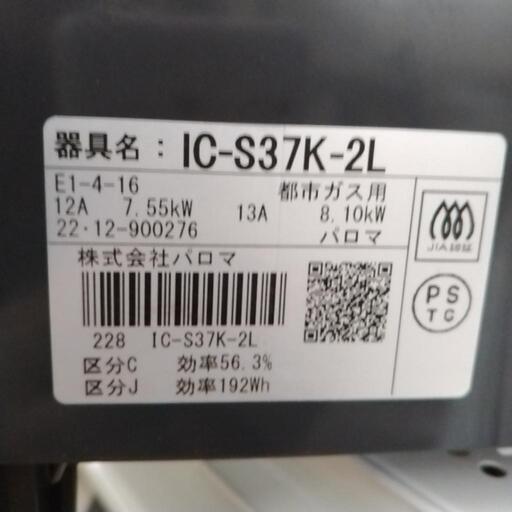 器具名：IC-S37K-2L
E1-4-16 都市ガス用
12A 7.55kW 13A 8.10kW
22・12-900276 パロマ
株式会社パロマ
JIA認証
PS
TG
228 IC-S37K-2L
区分C 効率56.3%
区分J 効率192Wh